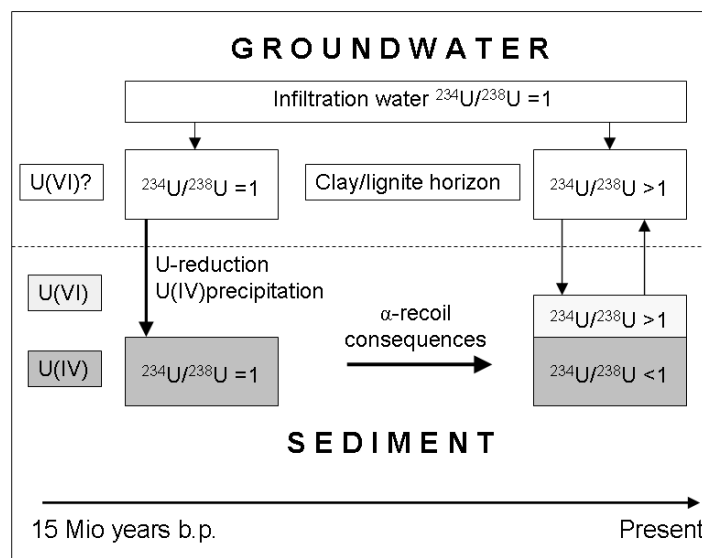 GROUNDWATER
Infiltration water ²³⁴U/²³⁸U =1
U(VI)?
²³⁴U/²³⁸U =1
Clay/lignite horizon
²³⁴U/²³⁸U >1
U-reduction
U(IV)precipitation
U(VI)
α-recoil
consequences
²³⁴U/²³⁸U >1
U(IV)
²³⁴U/²³⁸U =1
²³⁴U/²³⁸U <1
SEDIMENT
15 Mio years b.p.
Present